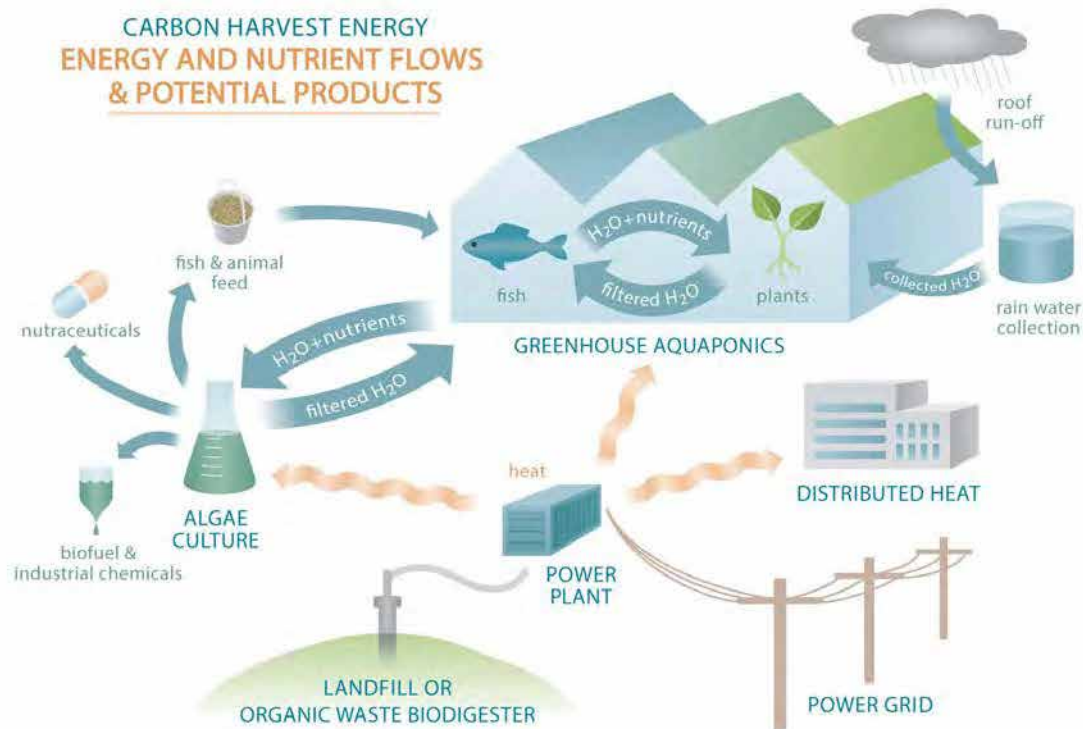 CARBON HARVEST ENERGY
ENERGY AND NUTRIENT FLOWS
& POTENTIAL PRODUCTS
roof
run-off
fish & animal
feed
nutraceuticals
H₂O+nutrients
filtered H₂O
fish
plants
collected H₂O
rain water
collection
GREENHOUSE AQUAPONICS
H₂O+nutrients
filtered H₂O
heat
ALGAE
CULTURE
biofuel &
industrial chemicals
DISTRIBUTED HEAT
POWER
PLANT
LANDFILL OR
ORGANIC WASTE BIODIGESTER
POWER GRID